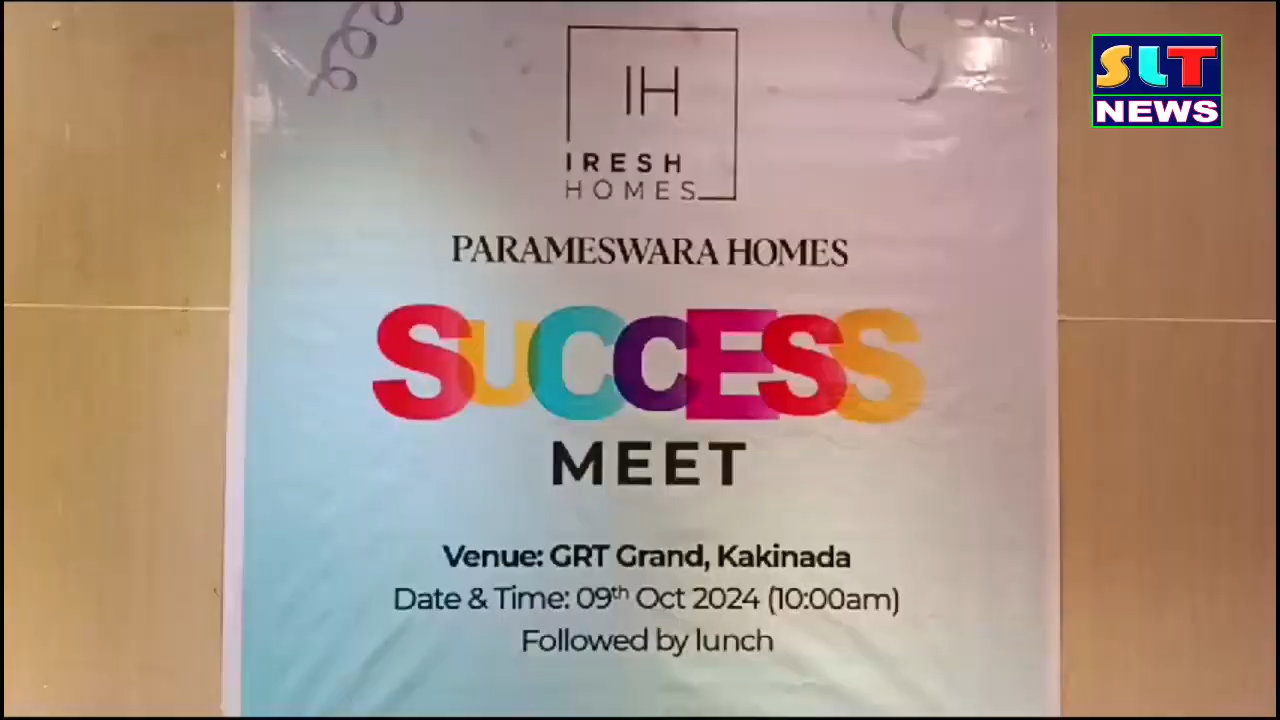 IH
IRESH
HOMES
SLT
NEWS
PARAMESWARA HOMES
SUCCESS
MEET
Venue: GRT Grand, Kakinada
Date & Time: 09th Oct 2024 (10:00am)
Followed by lunch